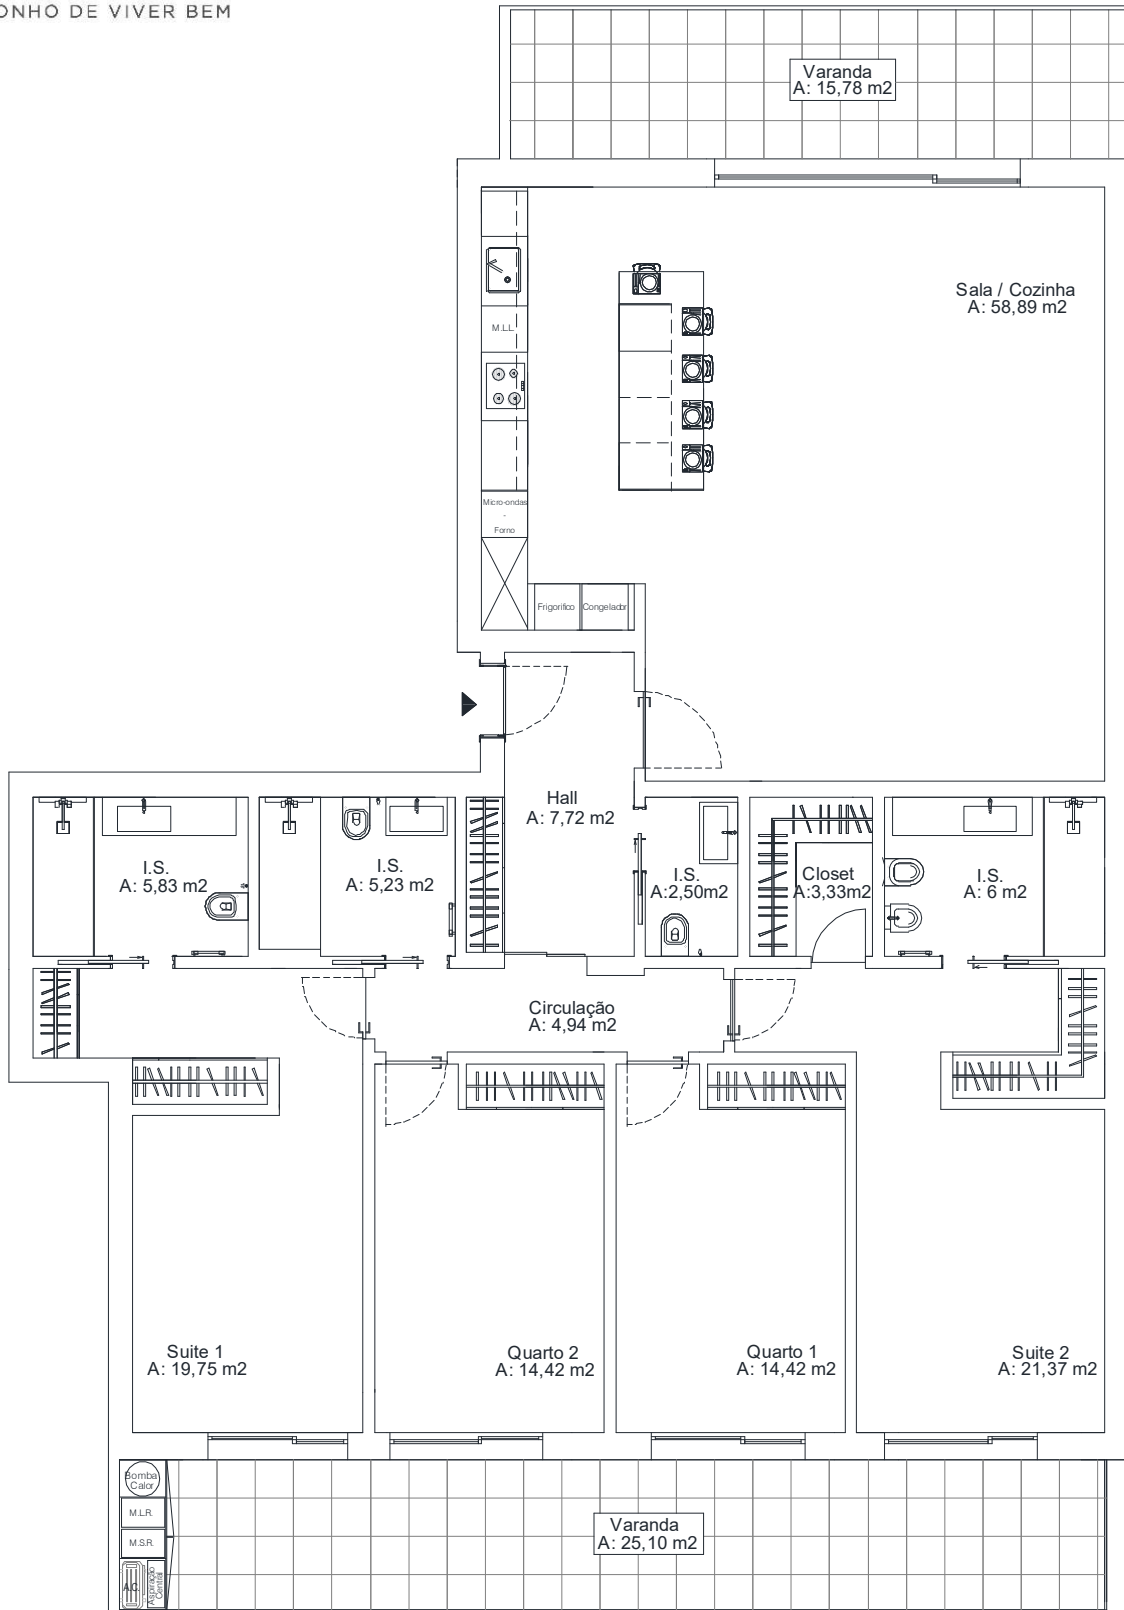 ONHO DE VIVER BEM
Varanda
A: 15,78 m2
Sala / Cozinha
A: 58,89 m2
M.L.L.
Micro-ondas
-
Forno
Frigorifico
Congelador
Hall
A: 7,72 m2
I.S.
A: 5,83 m2
I.S.
A: 5,23 m2
I.S.
A:2,50m2
Closet
A:3,33m2
I.S.
A: 6 m2
Circulação
A: 4,94 m2
Suite 1
A: 19,75 m2
Quarto 2
A: 14,42 m2
Quarto 1
A: 14,42 m2
Suite 2
A: 21,37 m2
Bomba
Calor
M.L.R.
M.S.R.
A.C.
Aspiração
Central
Varanda
A: 25,10 m2